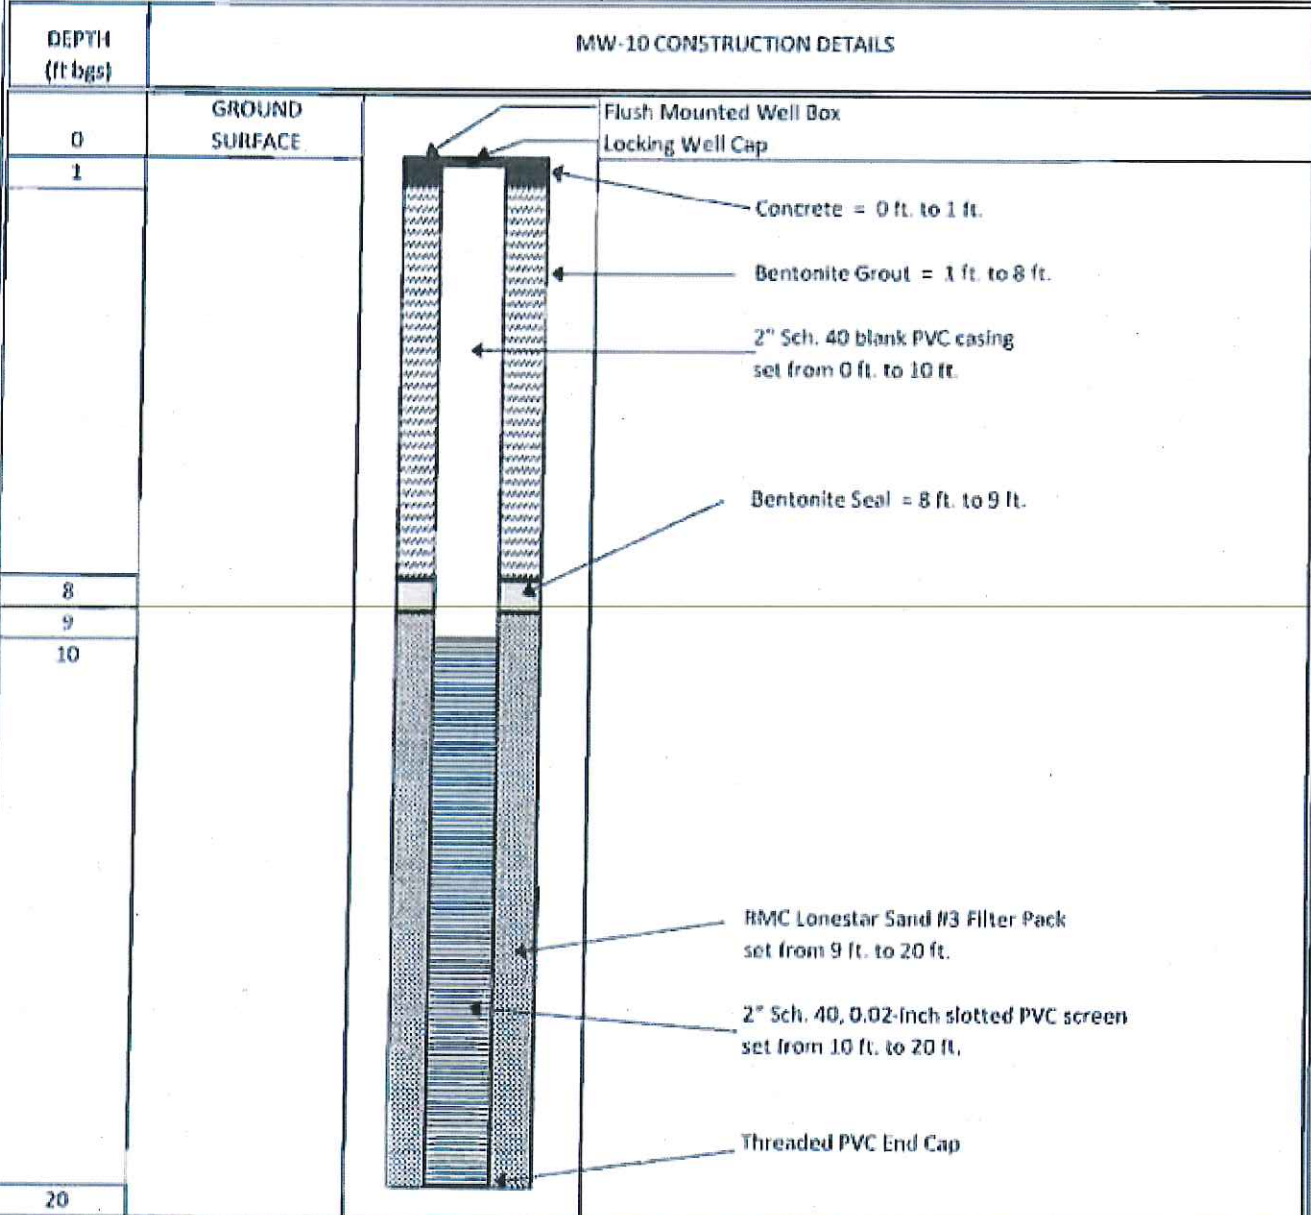 DEPTH
(ft bgs)
MW-10 CONSTRUCTION DETAILS
GROUND
SURFACE
0
1
Flush Mounted Well Box
Locking Well Cap
Concrete = 0 ft. to 1 ft.
Bentonite Grout = 1 ft. to 8 ft.
2" Sch. 40 blank PVC casing
set from 0 ft. to 10 ft.
Bentonite Seal = 8 ft. to 9 ft.
8
9
10
RMC Lonestar Sand #3 Filter Pack
set from 9 ft. to 20 ft.
2" Sch. 40, 0.02-inch slotted PVC screen
set from 10 ft. to 20 ft.
Threaded PVC End Cap
20